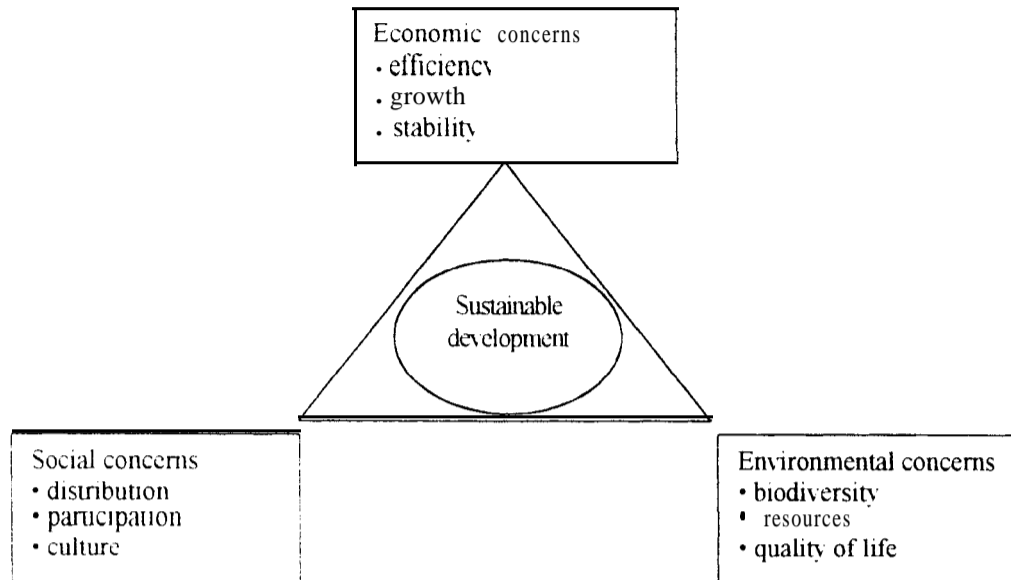 Economic concerns
• efficiency
• growth
• stability
Sustainable
development
Social concerns
• distribution
• participation
• culture
Environmental concerns
• biodiversity
• resources
• quality of life